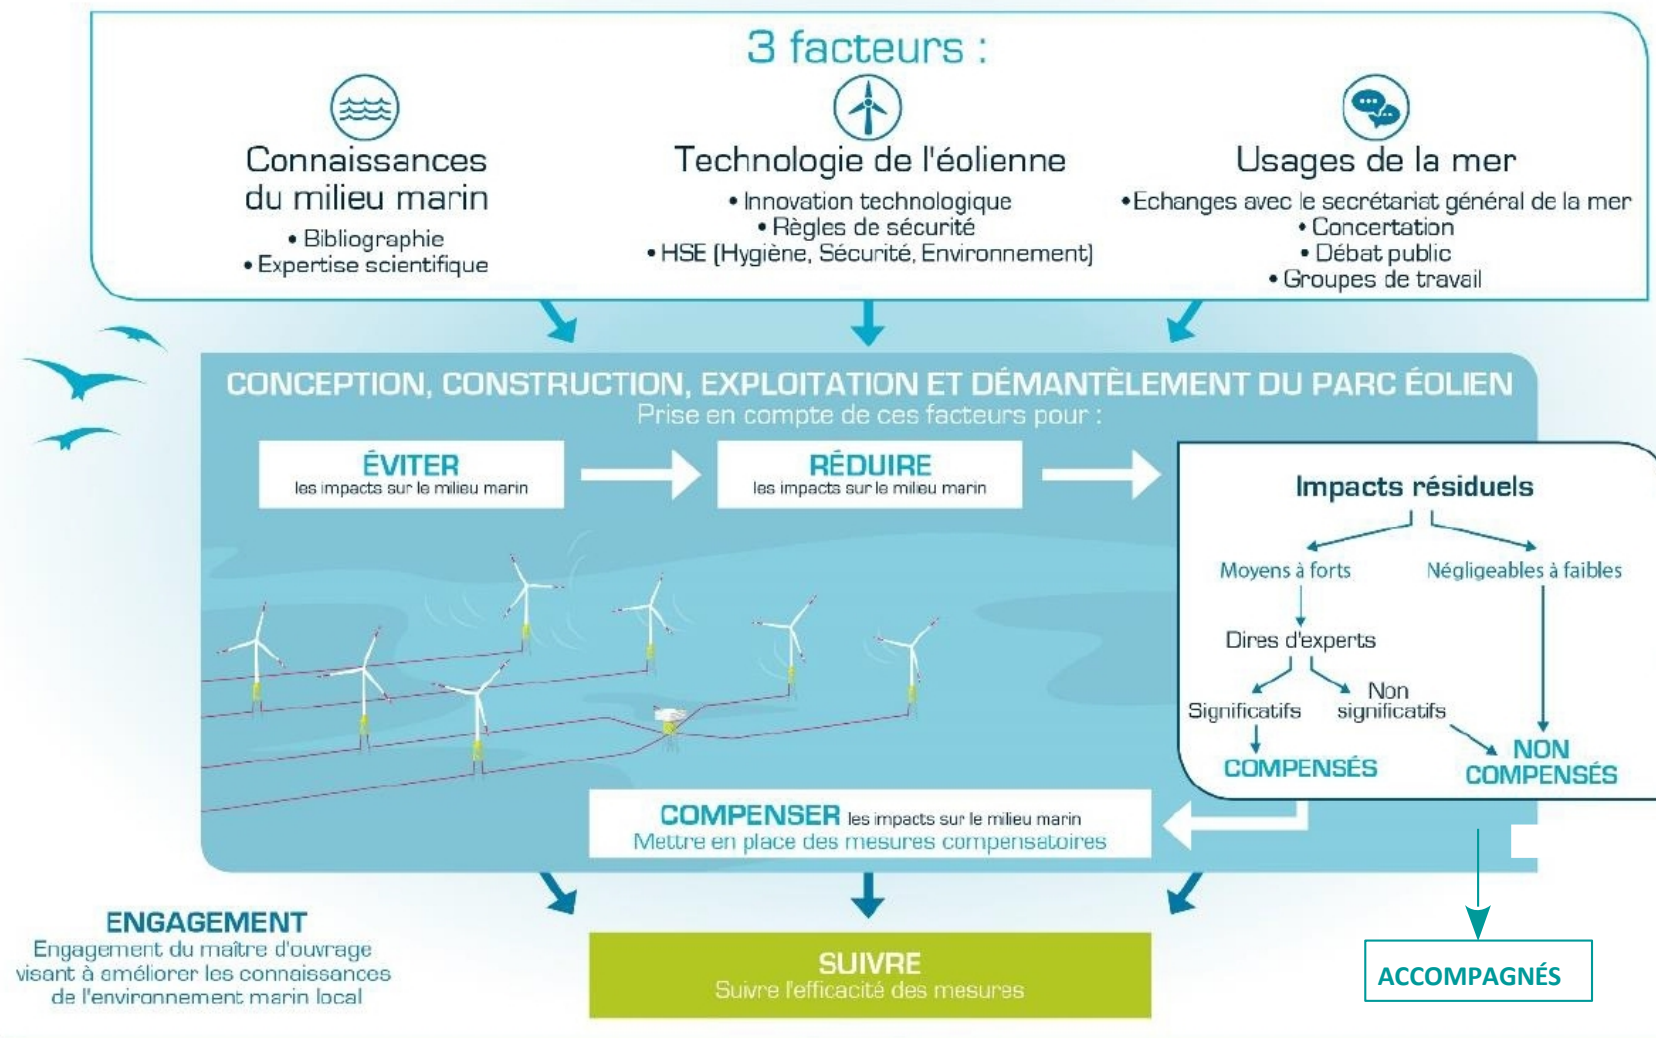 3 facteurs :
Connaissances
du milieu marin
• Bibliographie
• Expertise scientifique
Technologie de l'éolienne
• Innovation technologique
• Règles de sécurité
• HSE (Hygiène, Sécurité, Environnement)
Usages de la mer
• Echanges avec le secrétariat général de la mer
• Concertation
• Débat public
• Groupes de travail
CONCEPTION, CONSTRUCTION, EXPLOITATION ET DÉMANTÈLEMENT DU PARC ÉOLIEN
Prise en compte de ces facteurs pour :
ÉVITER
les impacts sur le milieu marin
RÉDUIRE
les impacts sur le milieu marin
Impacts résiduels
Moyens à forts
Négligeables à faibles
Dires d'experts
Significatifs
Non
significatifs
COMPENSÉS
NON
COMPENSÉS
COMPENSER les impacts sur le milieu marin
Mettre en place des mesures compensatoires
ENGAGEMENT
Engagement du maître d'ouvrage
visant à améliorer les connaissances
de l'environnement marin local
SUIVRE
Suivre l'efficacité des mesures
ACCOMPAGNÉS